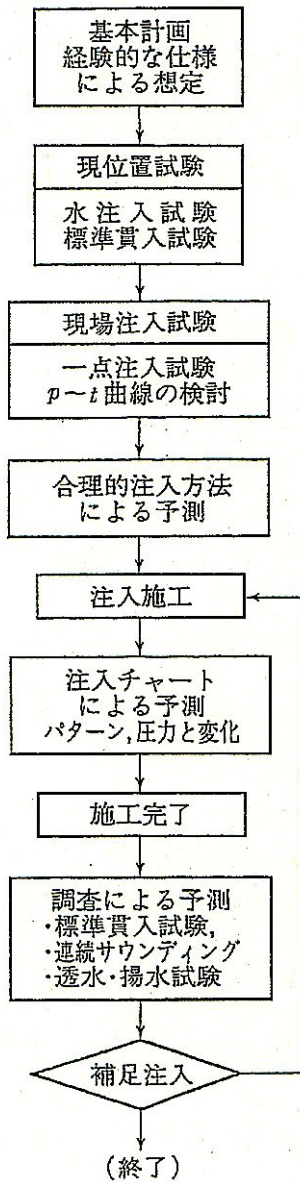 基本計画
経験的な仕様
による想定
現位置試験
水注入試験
標準貫入試験
現場注入試験
一点注入試験
p～t曲線の検討
合理的注入方法
による予測
注入施工
注入チャート
による予測
パターン,圧力と変化
施工完了
調査による予測
・標準貫入試験,
・連続サウンディング
・透水・揚水試験
補足注入
(終了)